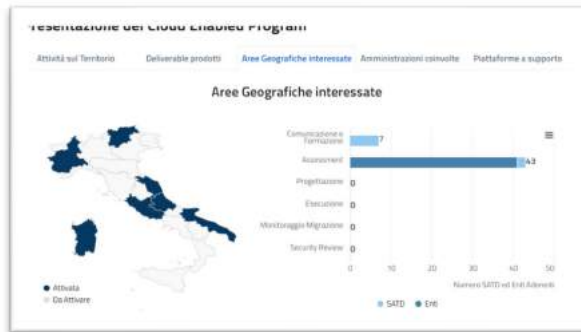 Presentazione del Cloud Enabled Program
Attività sul Territorio
Deliverable prodotti
Aree Geografiche interessate
Amministrazioni coinvolte
Piattaforme a supporto
Aree Geografiche interessate
Comunicazione e
Formazione
7
Assessment
43
Progettazione
0
Esecuzione
0
Monitoraggio Migrazione
0
Security Review
0
0
10
20
30
40
50
Numero SATD ed Enti Aderenti
SATD
Enti
Attivata
Da Attivare